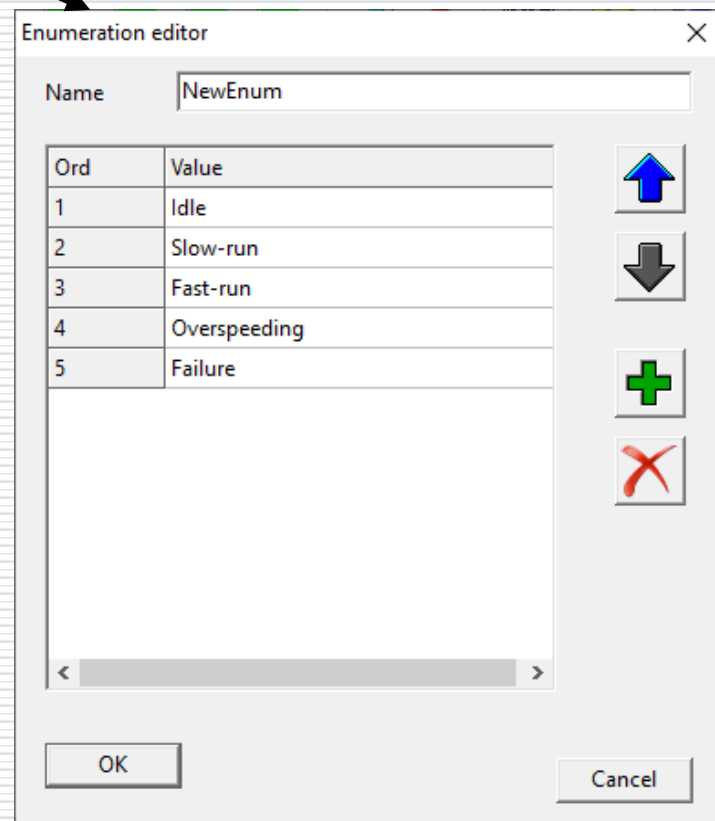 Enumeration editor
Name NewEnum
Ord Value
1 Idle
2 Slow-run
3 Fast-run
4 Overspeeding
5 Failure
OK
Cancel